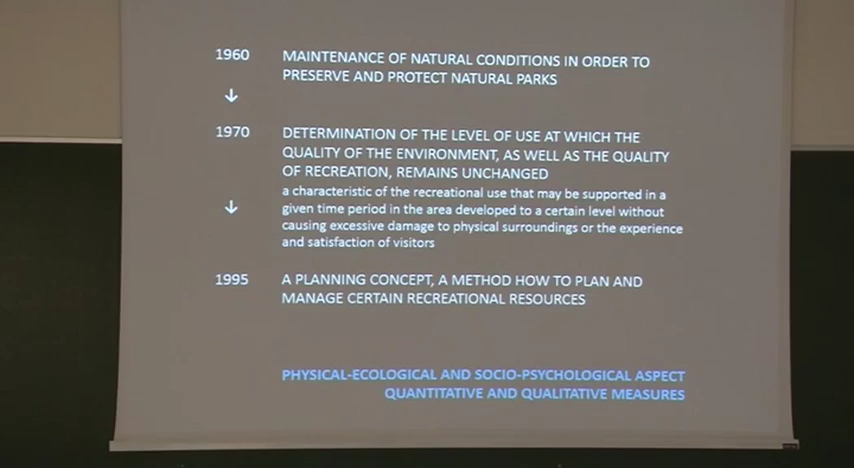 1960 MAINTENANCE OF NATURAL CONDITIONS IN ORDER TO
PRESERVE AND PROTECT NATURAL PARKS
↓
1970 DETERMINATION OF THE LEVEL OF USE AT WHICH THE
QUALITY OF THE ENVIRONMENT, AS WELL AS THE QUALITY
OF RECREATION, REMAINS UNCHANGED
a characteristic of the recreational use that may be supported in a
↓ given time period in the area developed to a certain level without
causing excessive damage to physical surroundings or the experience
and satisfaction of visitors
1995 A PLANNING CONCEPT, A METHOD HOW TO PLAN AND
MANAGE CERTAIN RECREATIONAL RESOURCES
PHYSICAL-ECOLOGICAL AND SOCIO-PSYCHOLOGICAL ASPECT
QUANTITATIVE AND QUALITATIVE MEASURES